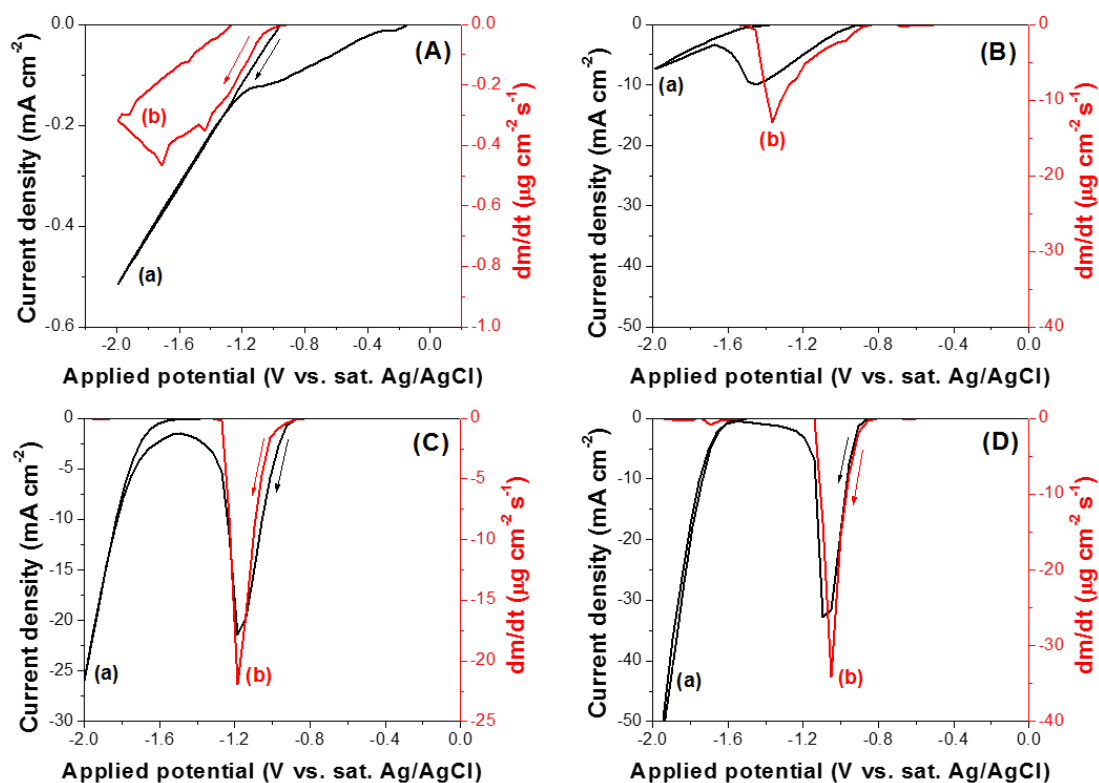 (A)
Current density (mA cm-2)
0.0
-0.2
-0.4
-0.6
0.0
-0.2
-0.4
-0.6
-0.8
-1.0
dm/dt (μg cm-2 s-1)
(b)
(a)
-2.0 -1.6 -1.2 -0.8 -0.4 0.0
Applied potential (V vs. sat. Ag/AgCl)
(B)
Current density (mA cm-2)
0
-10
-20
-30
-40
-50
0
-10
-20
-30
-40
dm/dt (μg cm-2 s-1)
(a)
(b)
-2.0 -1.6 -1.2 -0.8 -0.4 0.0
Applied potential (V vs. sat. Ag/AgCl)
(C)
Current density (mA cm-2)
0
-5
-10
-15
-20
-25
-30
0
-5
-10
-15
-20
-25
dm/dt (μg cm-2 s-1)
(a)
(b)
-2.0 -1.6 -1.2 -0.8 -0.4 0.0
Applied potential (V vs. sat. Ag/AgCl)
(D)
Current density (mA cm-2)
0
-10
-20
-30
-40
-50
0
-10
-20
-30
-40
dm/dt (μg cm-2 s-1)
(a)
(b)
-2.0 -1.6 -1.2 -0.8 -0.4 0.0
Applied potential (V vs. sat. Ag/AgCl)